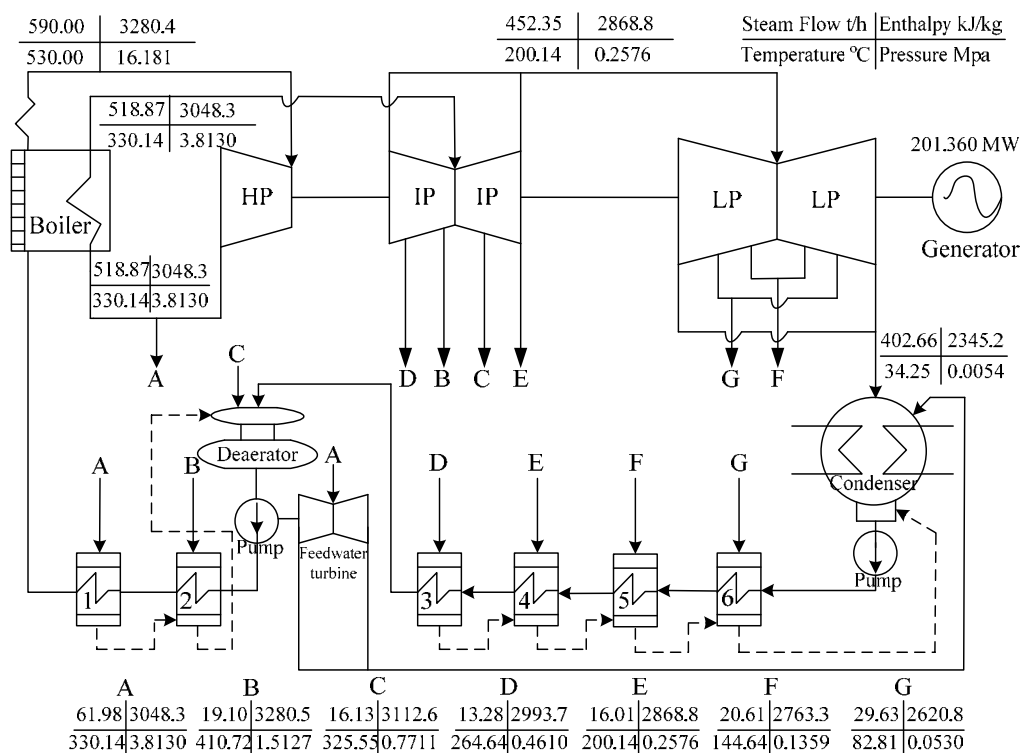 590.00 3280.4
530.00 16.181
452.35 2868.8
200.14 0.2576
Steam Flow t/h Enthalpy kJ/kg
Temperature °C Pressure Mpa
518.87 3048.3
330.14 3.8130
201.360 MW
HP
IP
IP
LP
LP
Boiler
Generator
518.87 3048.3
330.14 3.8130
402.66 2345.2
34.25 0.0054
A
D
B
C
E
G
F
C
Deaerator
A
B
A
D
E
F
G
Condenser
Pump
Feedwater
turbine
Pump
1
2
3
4
5
6
A
B
C
D
E
F
G
61.98 3048.3
330.14 3.8130
19.10 3280.5
410.72 1.5127
16.13 3112.6
325.55 0.7711
13.28 2993.7
264.64 0.4610
16.01 2868.8
200.14 0.2576
20.61 2763.3
144.64 0.1359
29.63 2620.8
82.81 0.0530